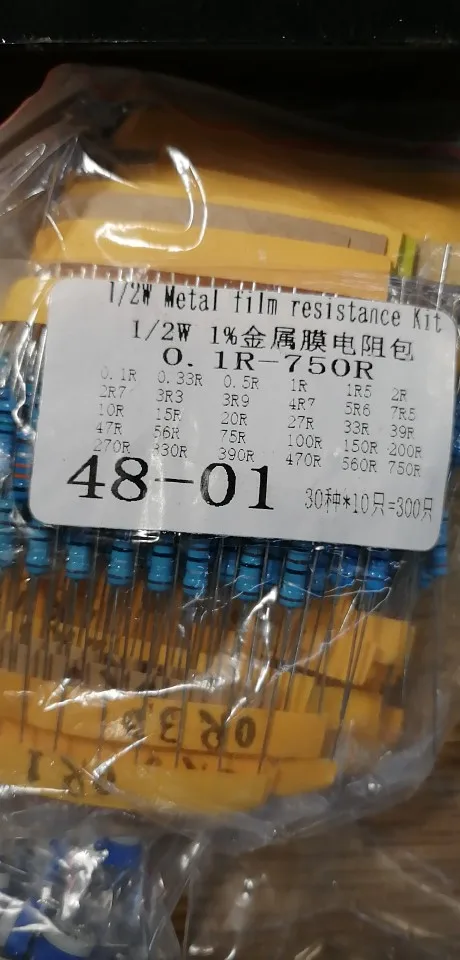 1/2W Metal film resistance Kit
1/2W 1%金属膜电阻包
0.1R-750R
0.1R 0.33R 0.5R 1R 1R5 2R
2R7 3R3 3R9 4R7 5R6 7R5
10R 15R 20R 27R 33R 39R
47R 56R 75R 100R 150R 200R
270R 330R 390R 470R 560R 750R
48-01
30种*10只=300只